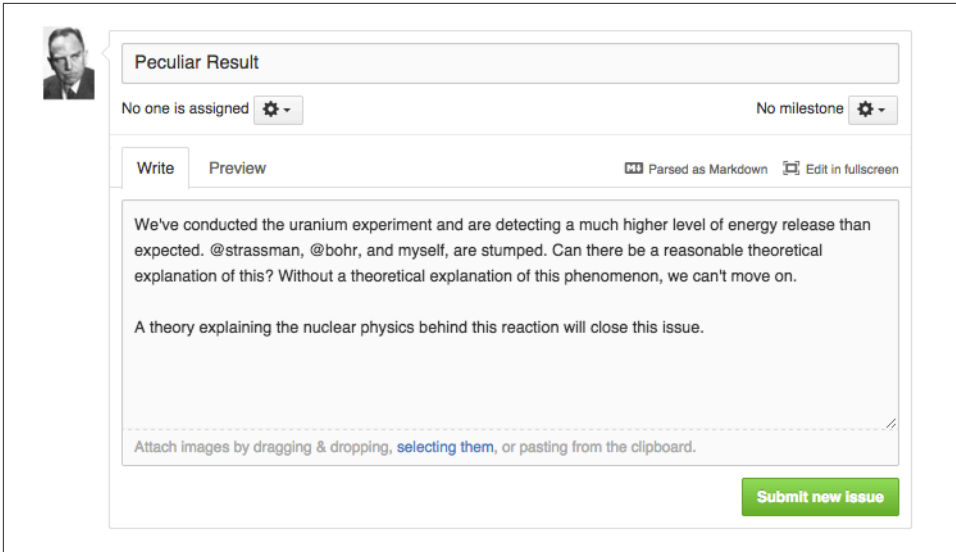 Peculiar Result
No one is assigned
No milestone
Write
Preview
Parsed as Markdown
Edit in fullscreen
We've conducted the uranium experiment and are detecting a much higher level of energy release than
expected. @strassman, @bohr, and myself, are stumped. Can there be a reasonable theoretical
explanation of this? Without a theoretical explanation of this phenomenon, we can't move on.
A theory explaining the nuclear physics behind this reaction will close this issue.
Attach images by dragging & dropping, selecting them, or pasting from the clipboard.
Submit new issue